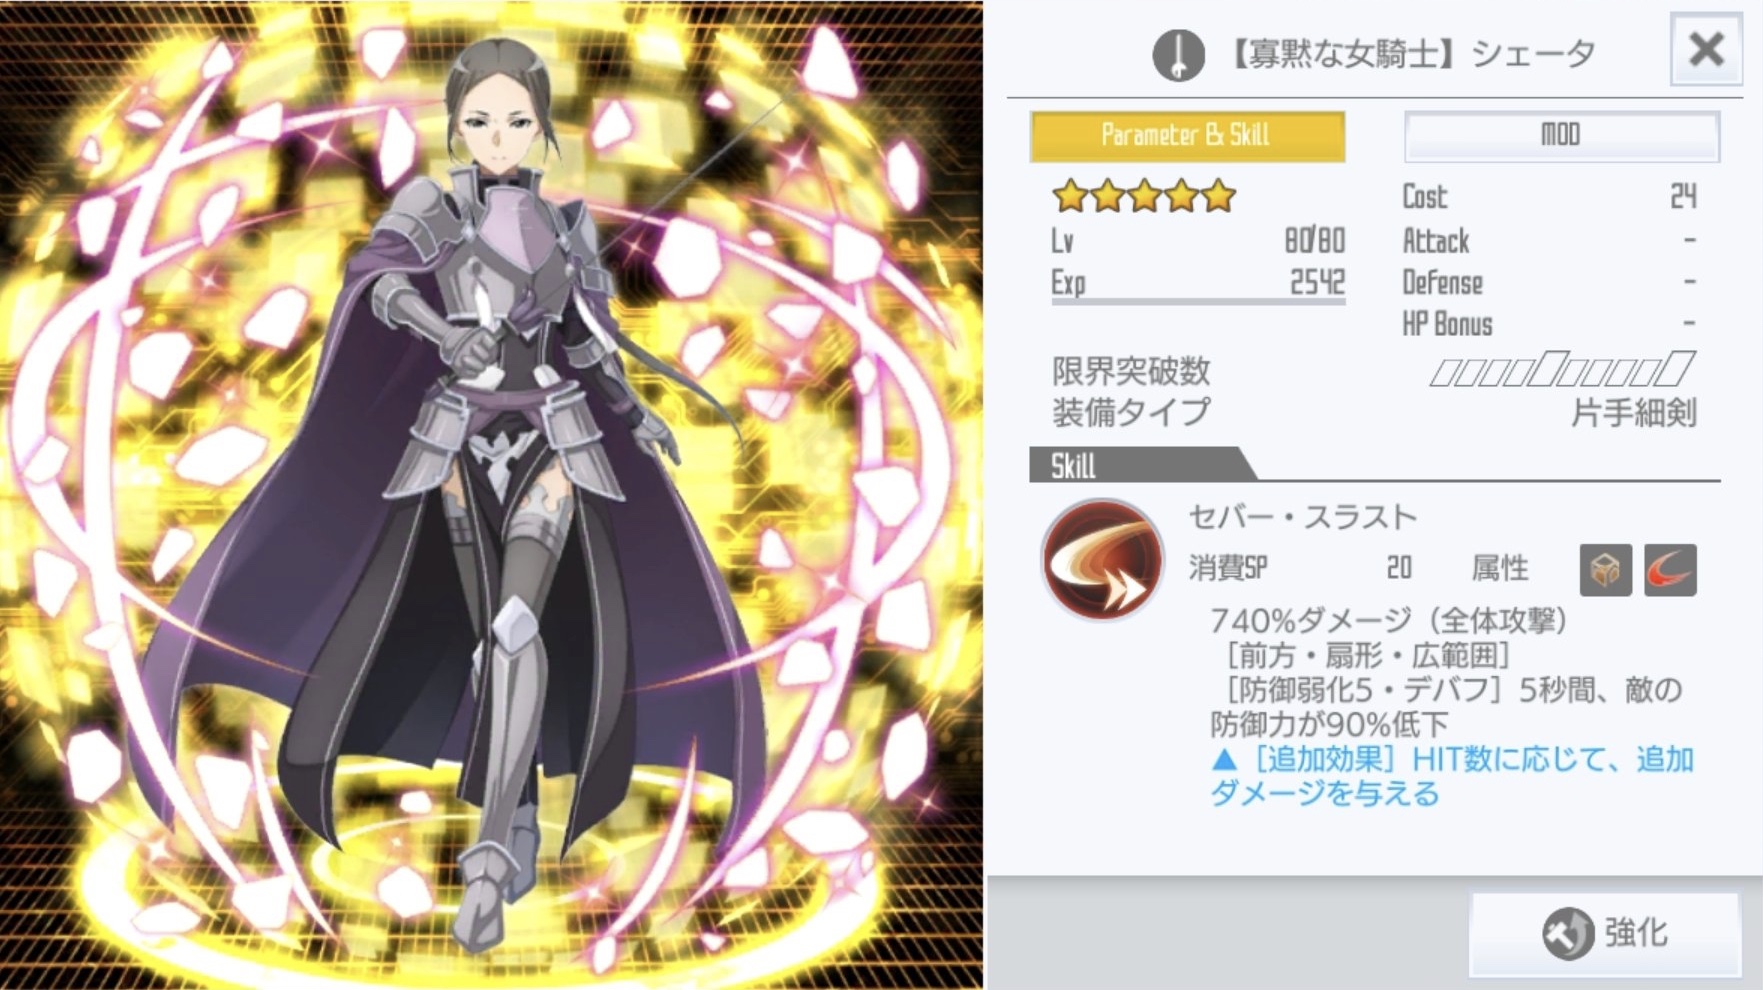 【寡黙な女騎士】シェータ
Parameter & Skill
MOD
Lv 80/80
Exp 2542
Cost 24
Attack -
Defense -
HP Bonus -
限界突破数
装備タイプ 片手細剣
Skill
セバー・スラスト
消費SP 20 属性
740%ダメージ（全体攻撃）
［前方・扇形・広範囲］
［防御弱化5・デバフ］5秒間、敵の
防御力が90%低下
▲［追加効果］HIT数に応じて、追加
ダメージを与える
強化